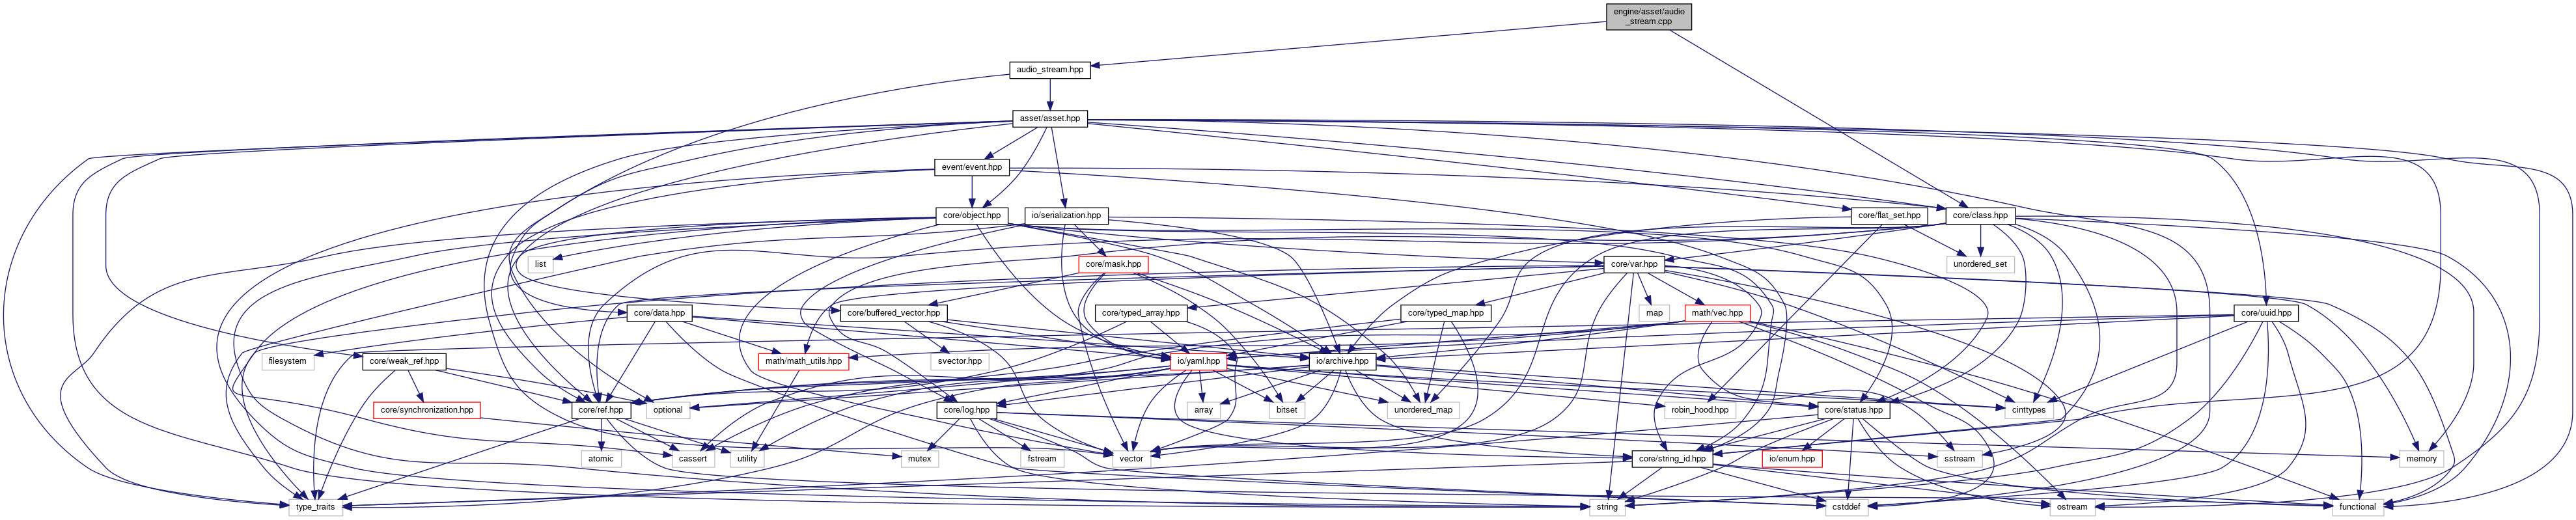 engine/asset/audio
_stream.cpp
audio_stream.hpp
asset/asset.hpp
event/event.hpp
core/object.hpp
io/serialization.hpp
core/flat_set.hpp
core/class.hpp
list
core/mask.hpp
core/var.hpp
unordered_set
core/data.hpp
core/buffered_vector.hpp
core/typed_array.hpp
map
core/typed_map.hpp
math/vec.hpp
core/uuid.hpp
filesystem
core/weak_ref.hpp
math/math_utils.hpp
svector.hpp
io/yaml.hpp
io/archive.hpp
core/synchronization.hpp
core/ref.hpp
optional
core/log.hpp
array
bitset
unordered_map
robin_hood.hpp
core/status.hpp
cinttypes
atomic
cassert
utility
mutex
fstream
vector
core/string_id.hpp
io/enum.hpp
sstream
memory
type_traits
string
cstddef
ostream
functional